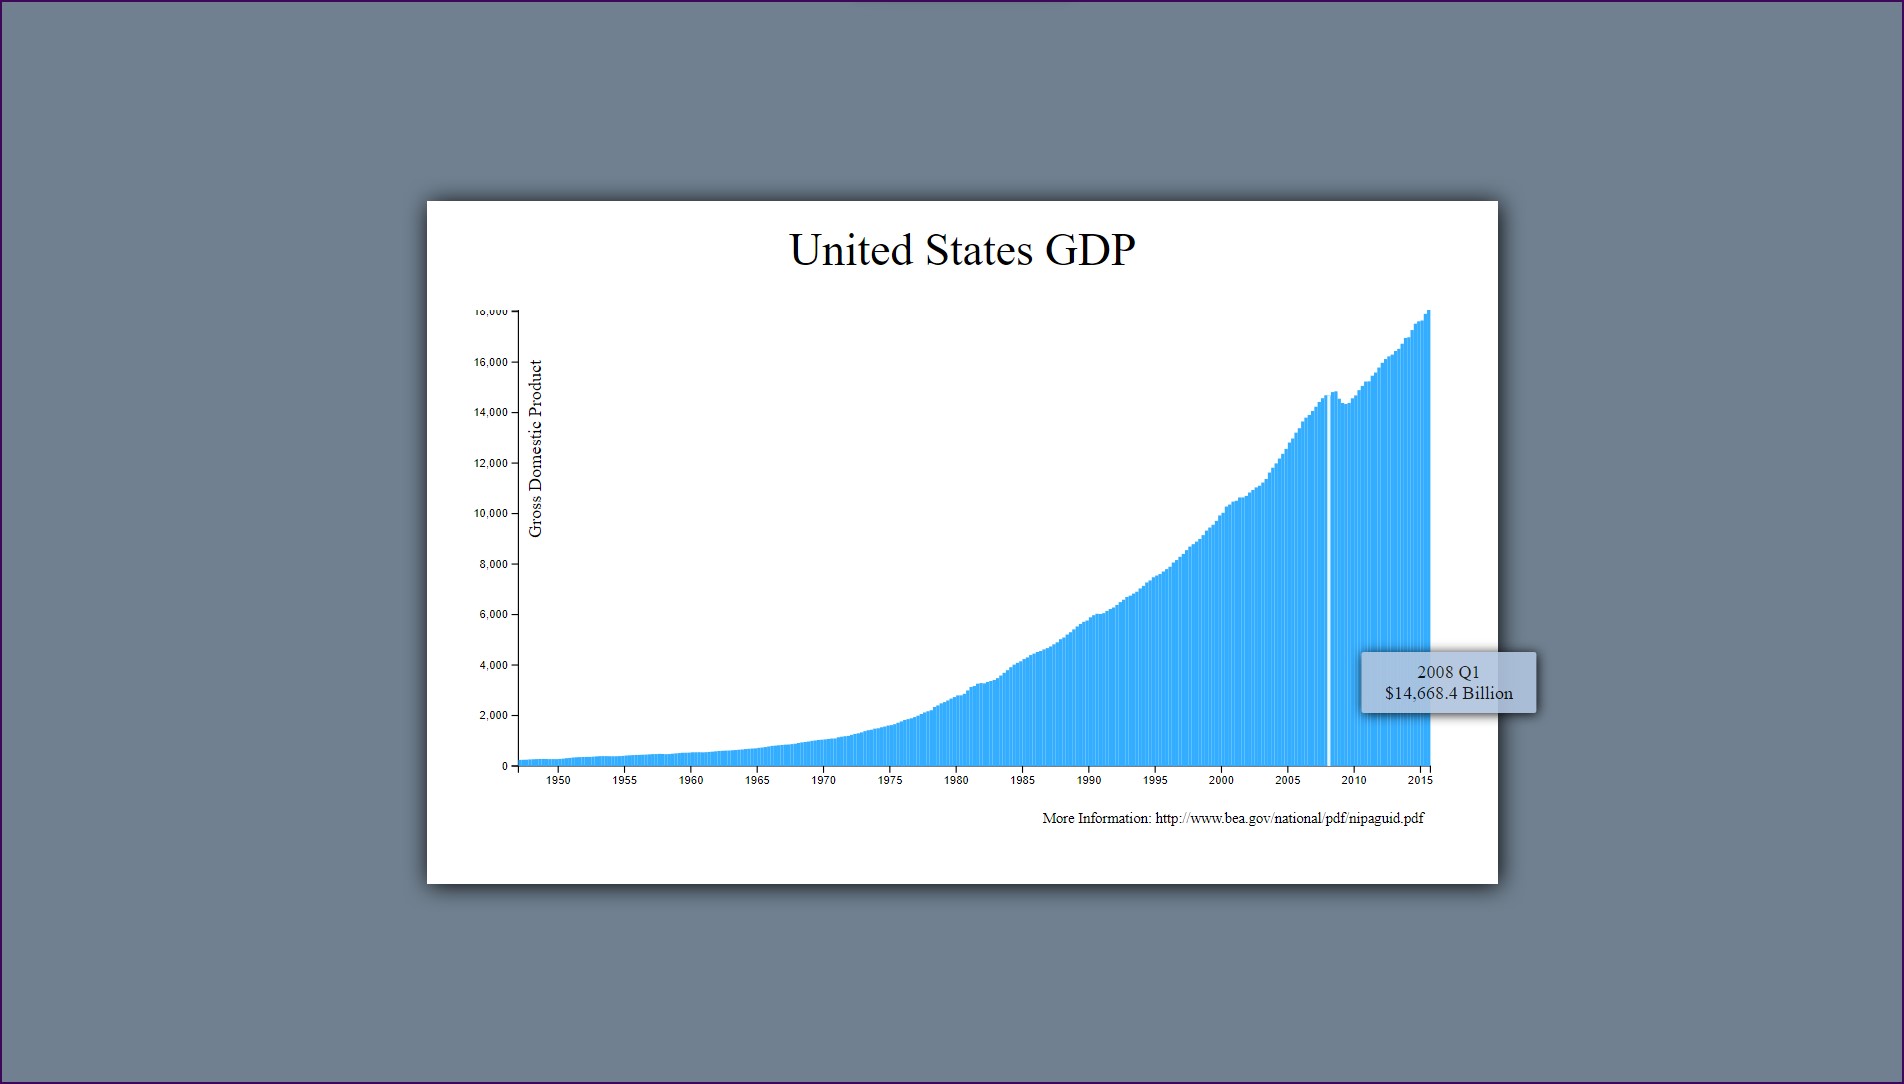 United States GDP
18,000
16,000
14,000
12,000
10,000
8,000
6,000
4,000
2,000
0
Gross Domestic Product
1950 1955 1960 1965 1970 1975 1980 1985 1990 1995 2000 2005 2010 2015
2008 Q1
$14,668.4 Billion
More Information: http://www.bea.gov/national/pdf/nipaguid.pdf